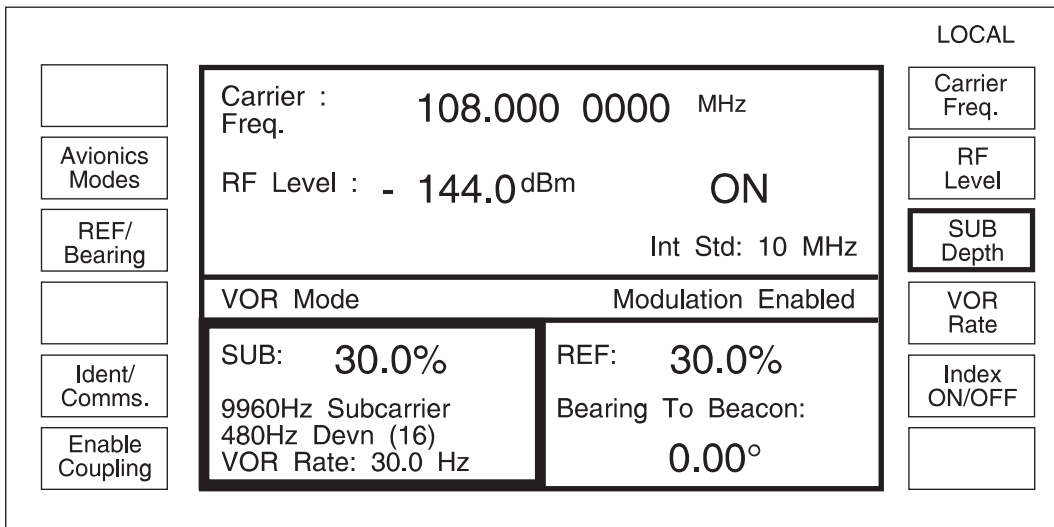 LOCAL
Avionics
Modes
REF/
Bearing
Ident/
Comms.
Enable
Coupling
Carrier :
Freq.
108.000 0000 MHz
RF Level : - 144.0 dBm ON
Int Std: 10 MHz
VOR Mode Modulation Enabled
SUB: 30.0%
9960Hz Subcarrier
480Hz Devn (16)
VOR Rate: 30.0 Hz
REF: 30.0%
Bearing To Beacon:
0.00°
Carrier
Freq.
RF
Level
SUB
Depth
VOR
Rate
Index
ON/OFF